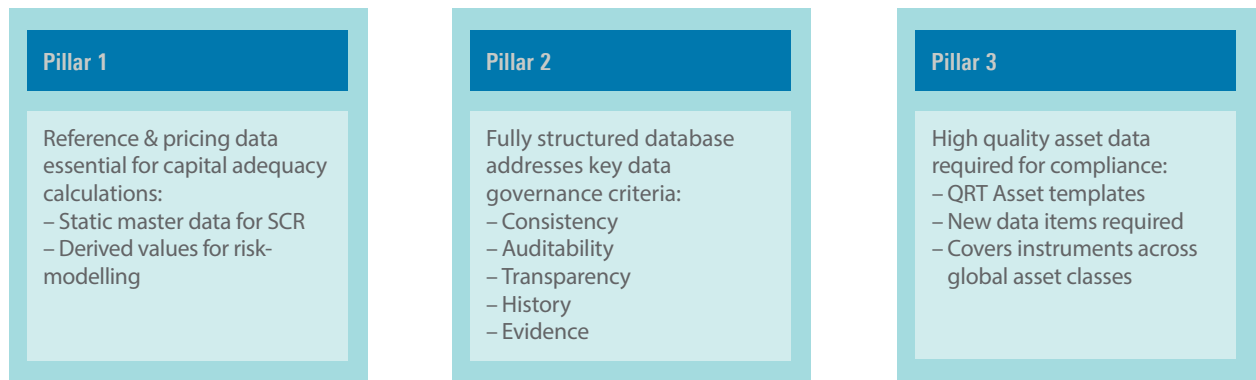 Pillar 1
Reference & pricing data
essential for capital adequacy
calculations:
– Static master data for SCR
– Derived values for risk-
modelling
Pillar 2
Fully structured database
addresses key data
governance criteria:
– Consistency
– Auditability
– Transparency
– History
– Evidence
Pillar 3
High quality asset data
required for compliance:
– QRT Asset templates
– New data items required
– Covers instruments across
global asset classes